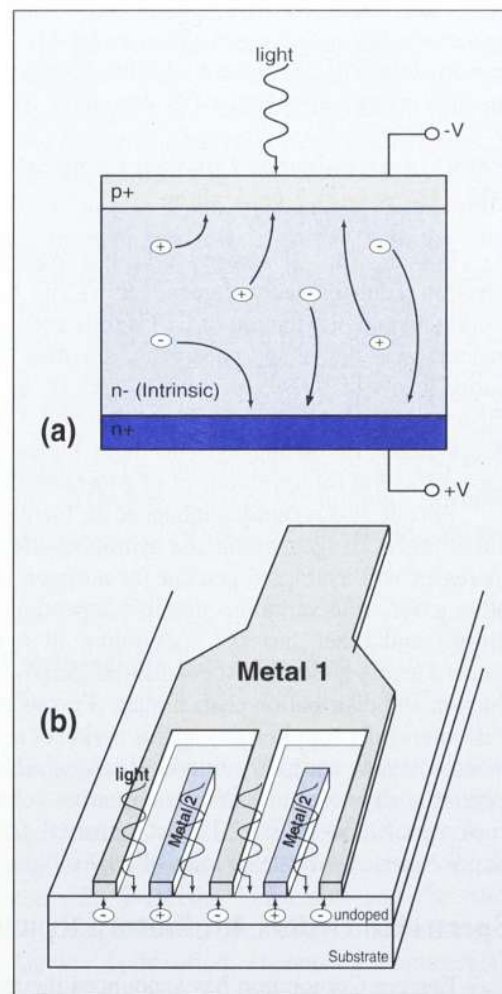 light
-V
p+
+
-
+
-
-
+
n- (Intrinsic)
(a)
n+
+V
Metal 1
(b)
light
Metal 2
Metal 2
undoped
-
+
-
+
-
Substrate